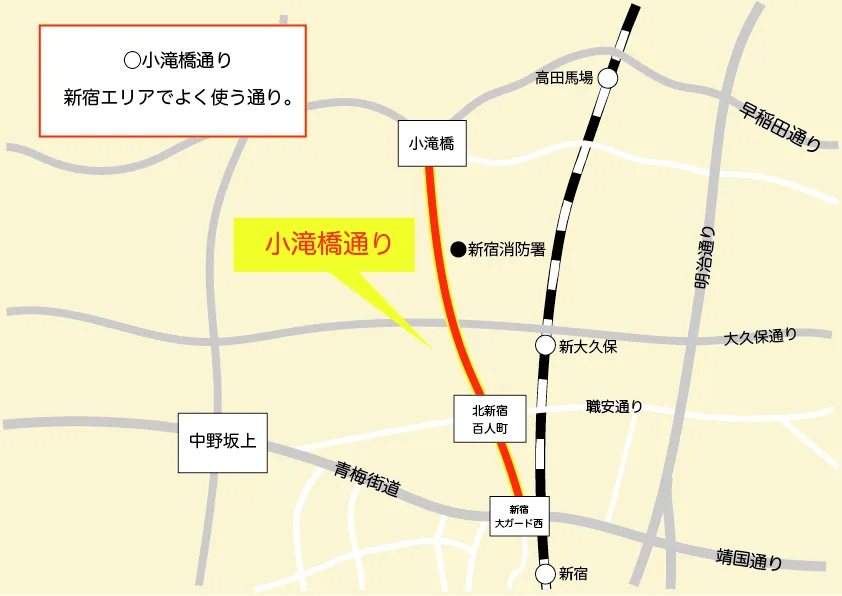 ○小滝橋通り
新宿エリアでよく使う通り。
高田馬場
早稲田通り
小滝橋
小滝橋通り
新宿消防署
明治通り
大久保通り
新大久保
職安通り
北新宿
百人町
中野坂上
青梅街道
新宿
大ガード西
靖国通り
新宿